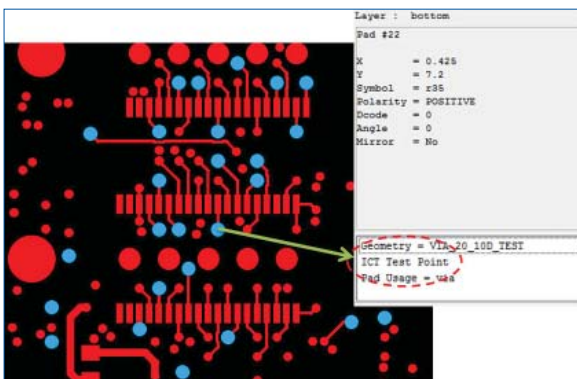 Layer : bottom
Pad #22
X = 0.425
Y = 7.2
Symbol = r35
Polarity = POSITIVE
Dcode = 0
Angle = 0
Mirror = No
Geometry = VIA_20_10D_TEST
ICT Test Point
Pad Usage = via